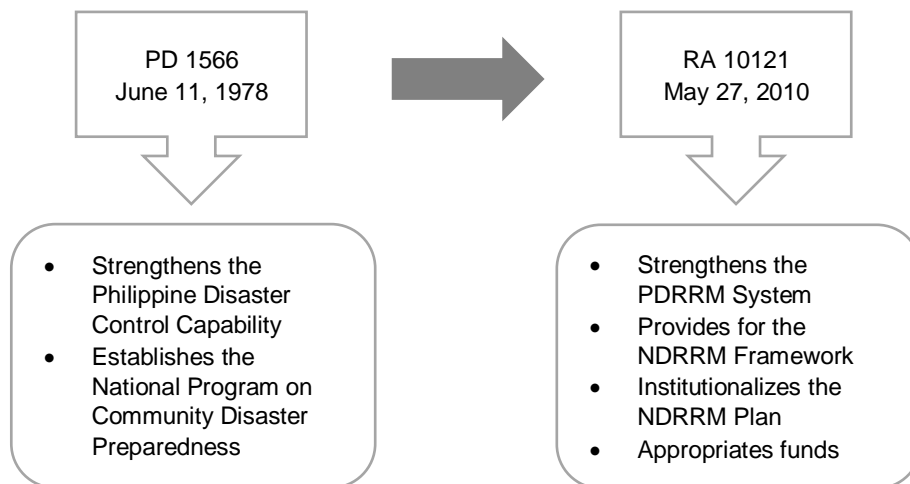 PD 1566
June 11, 1978
RA 10121
May 27, 2010
• Strengthens the
Philippine Disaster
Control Capability
• Establishes the
National Program on
Community Disaster
Preparedness
• Strengthens the
PDRRM System
• Provides for the
NDRRM Framework
• Institutionalizes the
NDRRM Plan
• Appropriates funds